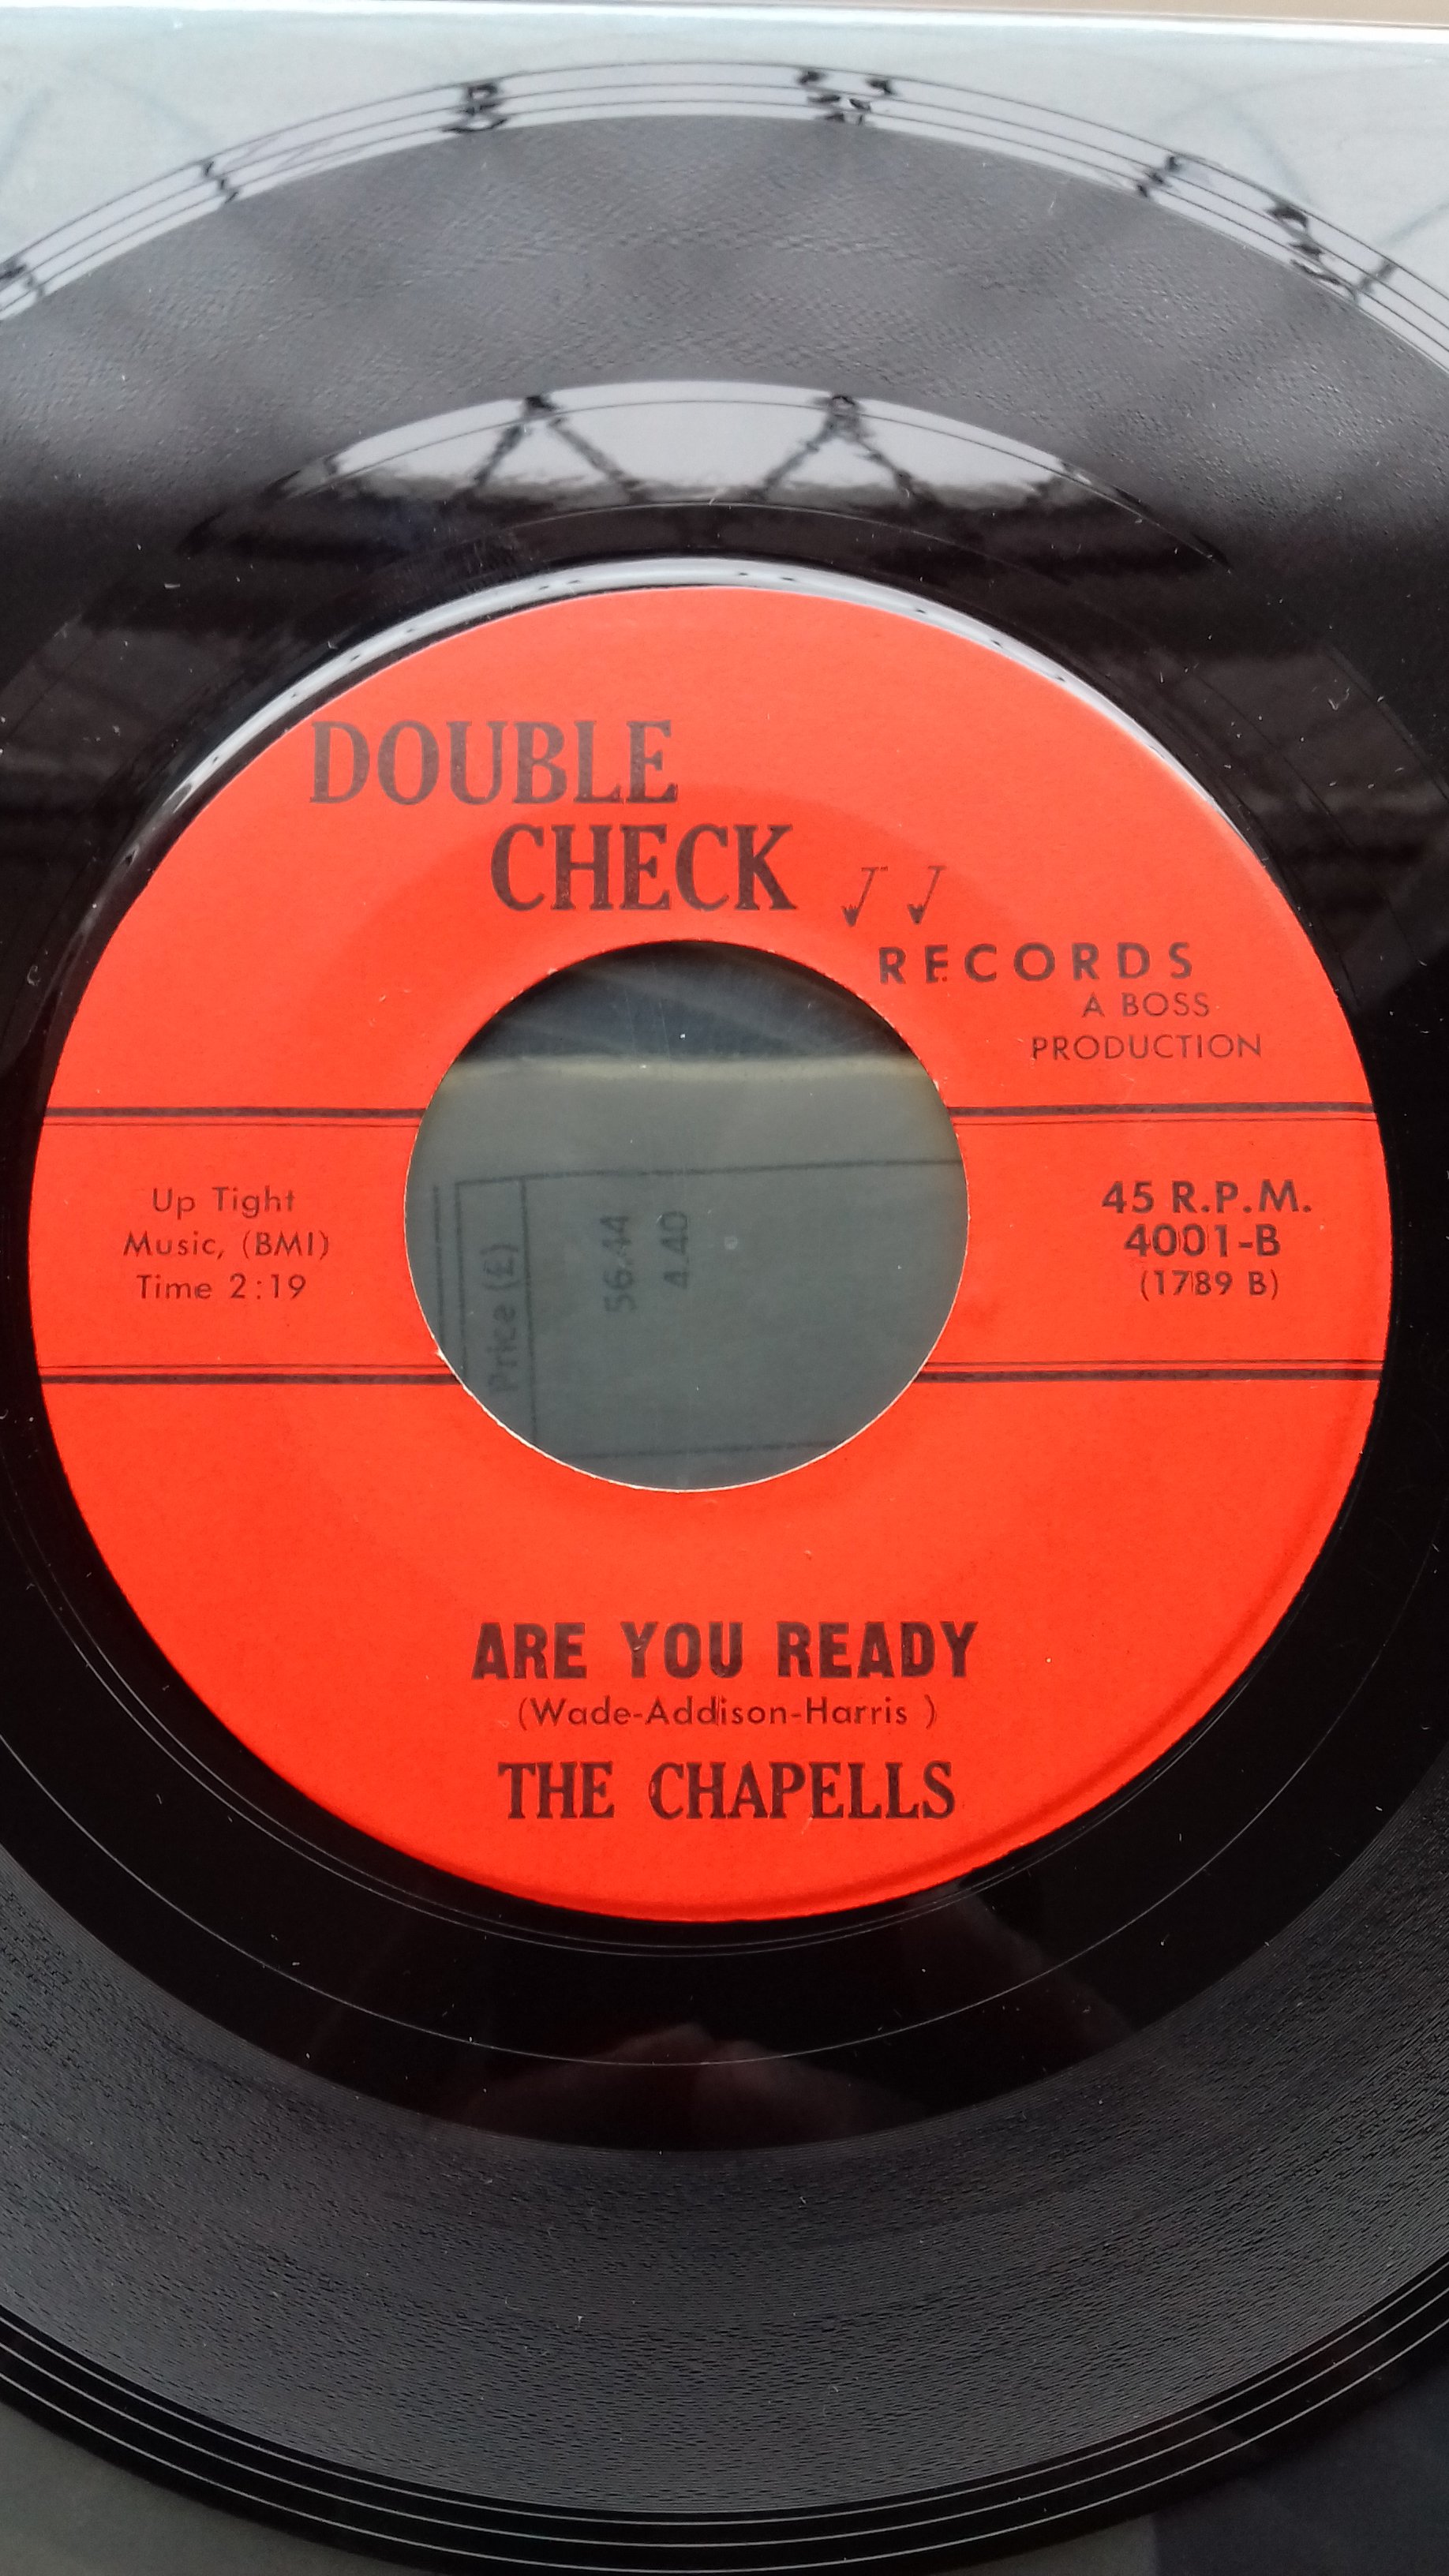 DOUBLE
CHECK
RECORDS
A BOSS
PRODUCTION
Up Tight
Music, (BMI)
Time 2:19
45 R.P.M.
4001-B
(1789 B)
Price (£)
56.44
4.40
ARE YOU READY
(Wade-Addison-Harris )
THE CHAPELLS